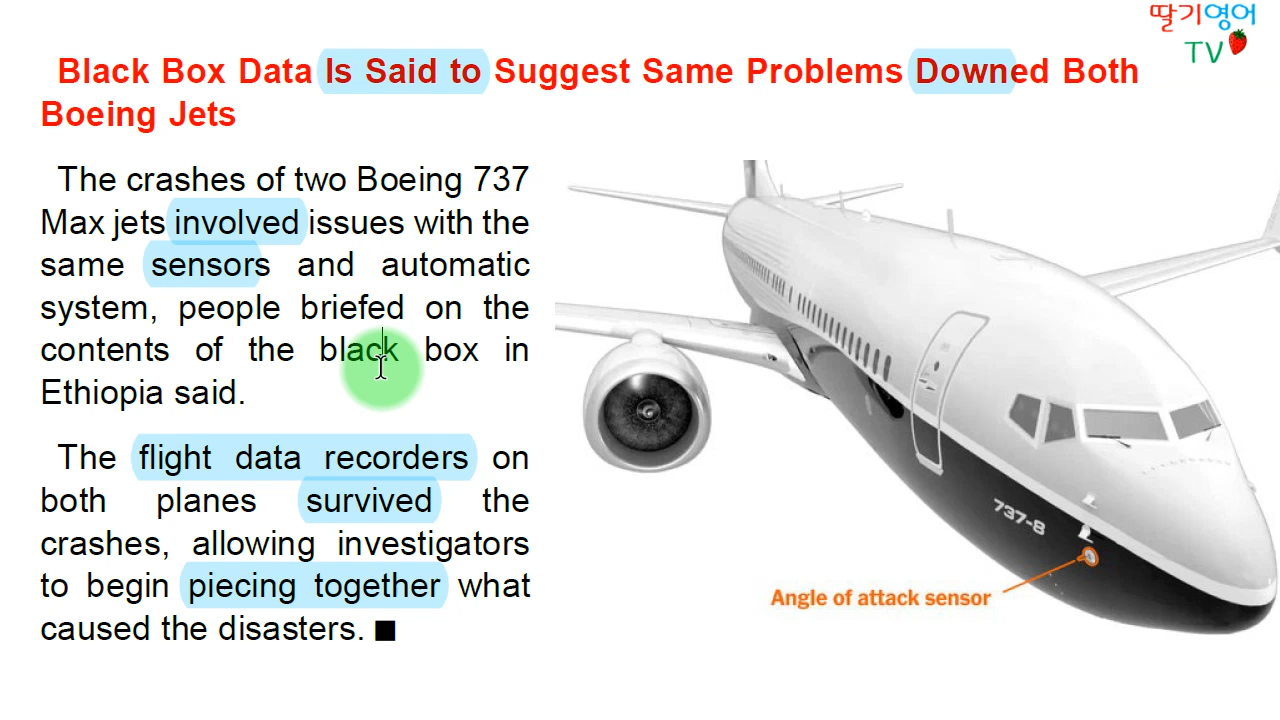 딸기영어
TV
Black Box Data Is Said to Suggest Same Problems Downed Both
Boeing Jets
The crashes of two Boeing 737
Max jets involved issues with the
same sensors and automatic
system, people briefed on the
contents of the black box in
Ethiopia said.
The flight data recorders on
both planes survived the
crashes, allowing investigators
to begin piecing together what
caused the disasters. ■
737-8
Angle of attack sensor